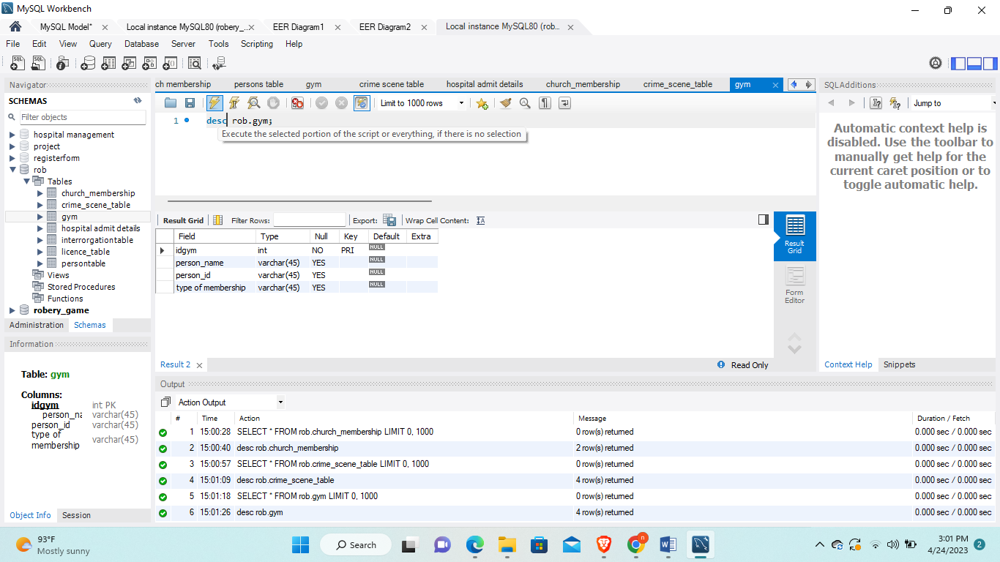 MySQL Workbench
MySQL Model* Local instance MySQL80 (robery_... EER Diagram1 EER Diagram2 Local instance MySQL80 (rob...
File Edit View Query Database Server Tools Scripting Help
Navigator
SCHEMAS
Filter objects
hospital management
project
registerform
rob
Tables
church_membership
crime_scene_table
gym
hospital admit details
interrorgationtable
licence_table
persontable
Views
Stored Procedures
Functions
robery_game
Administration Schemas
Information
Table: gym
Columns:
idgym int PK
person_na varchar(45)
person_id varchar(45)
type of
membership varchar(45)
Object Info Session
ch membership persons table gym crime scene table hospital admit details church_membership crime_scene_table gym
Limit to 1000 rows
1 desc rob.gym;
Execute the selected portion of the script or everything, if there is no selection
Result Grid Filter Rows: Export: Wrap Cell Content:
Field Type Null Key Default Extra
idgym int NO PRI NULL
person_name varchar(45) YES NULL
person_id varchar(45) YES NULL
type of membership varchar(45) YES NULL
Result
Grid
Form
Editor
Result 2 Read Only
SQLAdditions
Jump to
Automatic context help is
disabled. Use the toolbar to
manually get help for the
current caret position or to
toggle automatic help.
Context Help Snippets
Output
Action Output
# Time Action Message Duration / Fetch
1 15:00:28 SELECT * FROM rob.church_membership LIMIT 0, 1000 0 row(s) returned 0.000 sec / 0.000 sec
2 15:00:40 desc rob.church_membership 2 row(s) returned 0.000 sec / 0.000 sec
3 15:00:57 SELECT * FROM rob.crime_scene_table LIMIT 0, 1000 0 row(s) returned 0.000 sec / 0.000 sec
4 15:01:09 desc rob.crime_scene_table 4 row(s) returned 0.000 sec / 0.000 sec
5 15:01:18 SELECT * FROM rob.gym LIMIT 0, 1000 0 row(s) returned 0.000 sec / 0.000 sec
6 15:01:26 desc rob.gym 4 row(s) returned 0.000 sec / 0.000 sec
93°F
Mostly sunny
Search
3:01 PM
4/24/2023
2